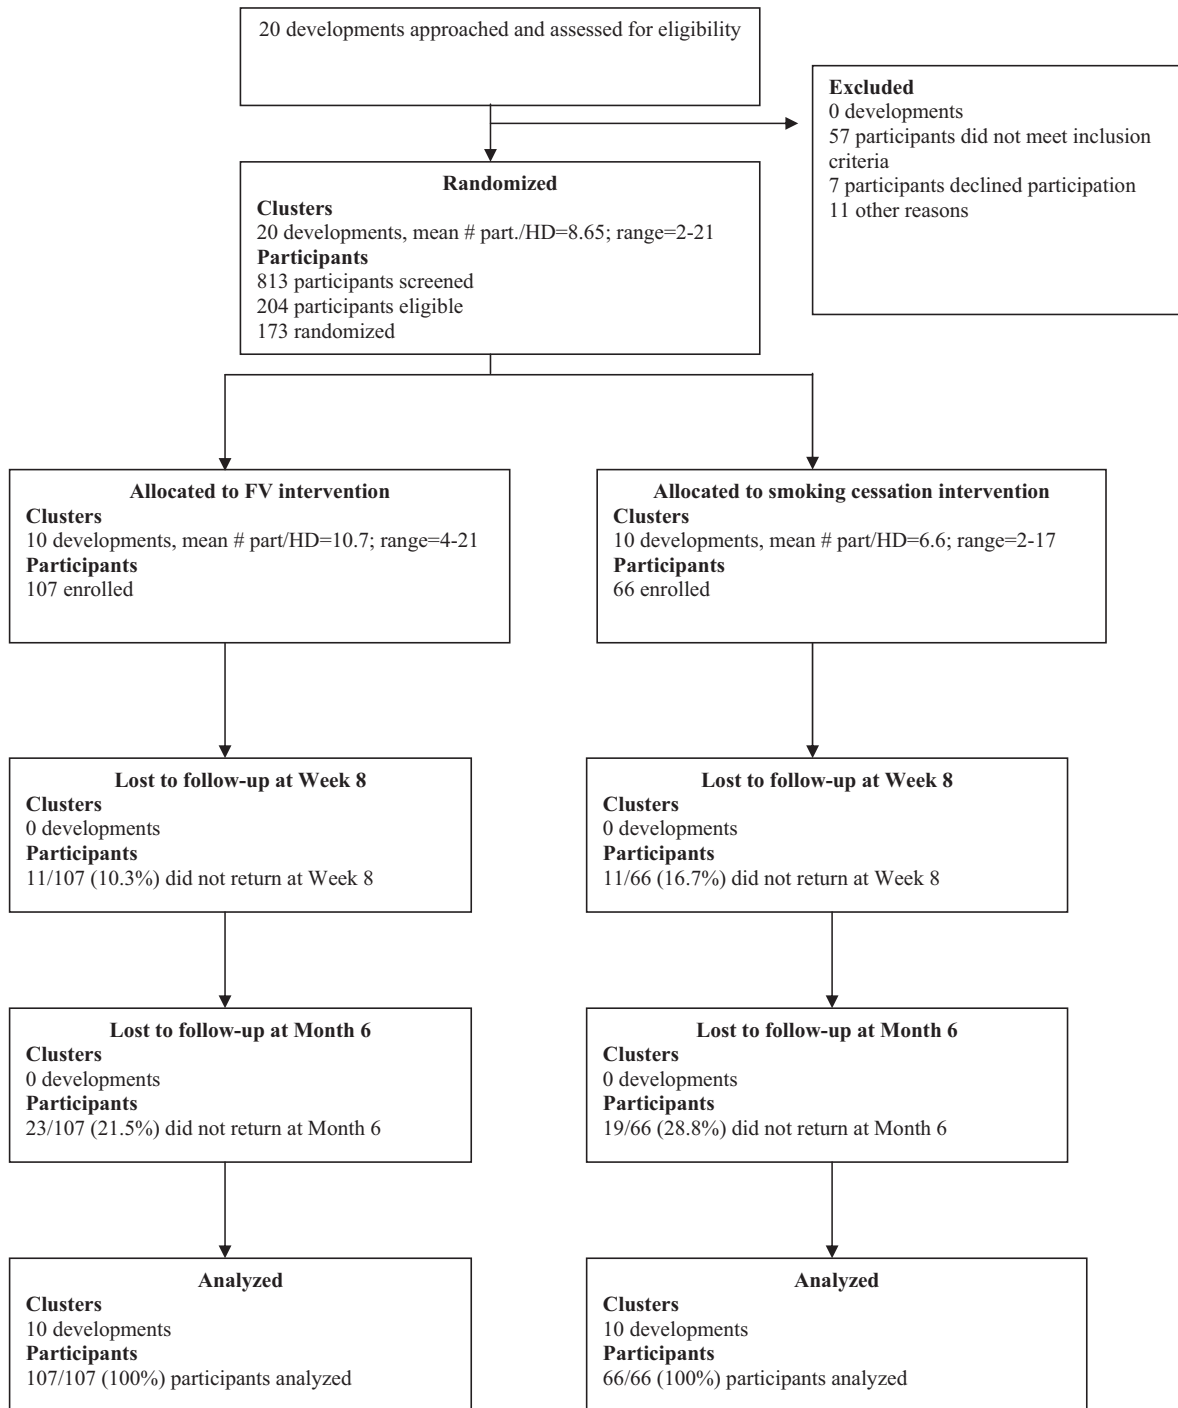 20 developments approached and assessed for eligibility
Excluded
0 developments
57 participants did not meet inclusion
criteria
7 participants declined participation
11 other reasons
Randomized
Clusters
20 developments, mean # part./HD=8.65; range=2-21
Participants
813 participants screened
204 participants eligible
173 randomized
Allocated to FV intervention
Clusters
10 developments, mean # part/HD=10.7; range=4-21
Participants
107 enrolled
Allocated to smoking cessation intervention
Clusters
10 developments, mean # part/HD=6.6; range=2-17
Participants
66 enrolled
Lost to follow-up at Week 8
Clusters
0 developments
Participants
11/107 (10.3%) did not return at Week 8
Lost to follow-up at Week 8
Clusters
0 developments
Participants
11/66 (16.7%) did not return at Week 8
Lost to follow-up at Month 6
Clusters
0 developments
Participants
23/107 (21.5%) did not return at Month 6
Lost to follow-up at Month 6
Clusters
0 developments
Participants
19/66 (28.8%) did not return at Month 6
Analyzed
Clusters
10 developments
Participants
107/107 (100%) participants analyzed
Analyzed
Clusters
10 developments
Participants
66/66 (100%) participants analyzed